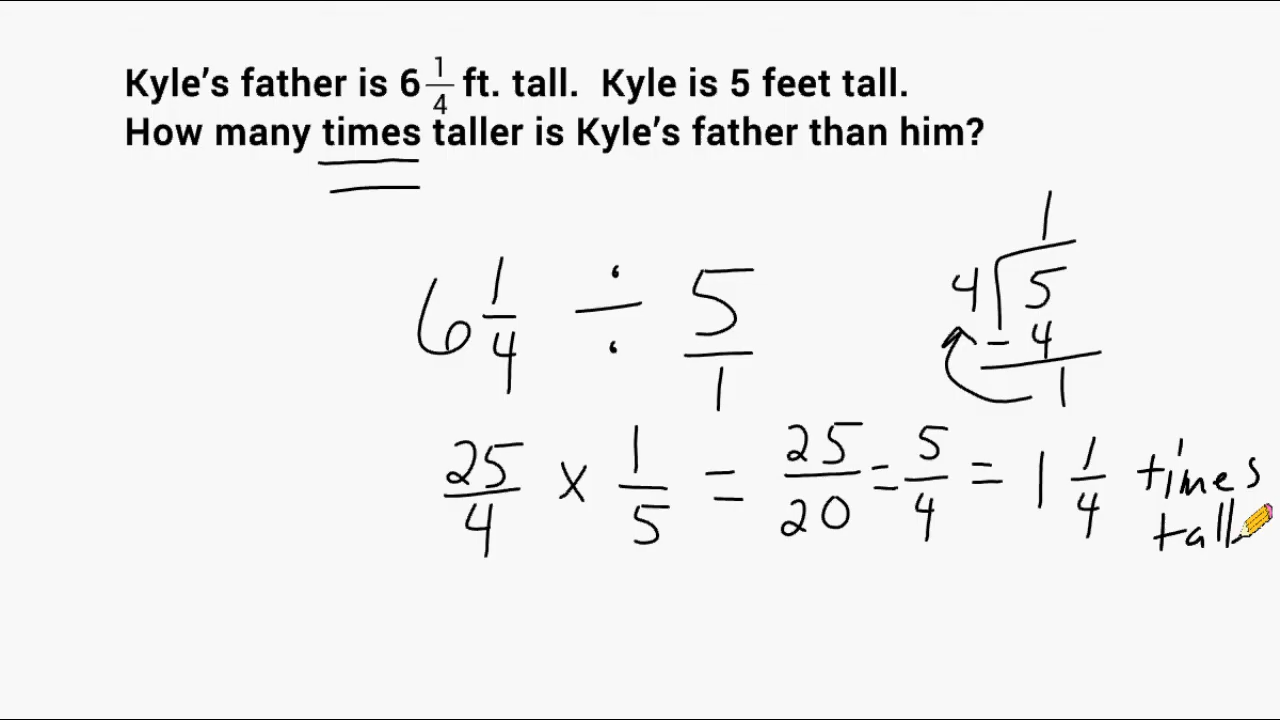 Kyle's father is 6 1/4 ft. tall. Kyle is 5 feet tall.
How many times taller is Kyle's father than him?
6 1/4 ÷ 5/1
1
4 5
- 4
1
25/4 x 1/5 = 25/20 = 5/4 = 1 1/4 times
tall